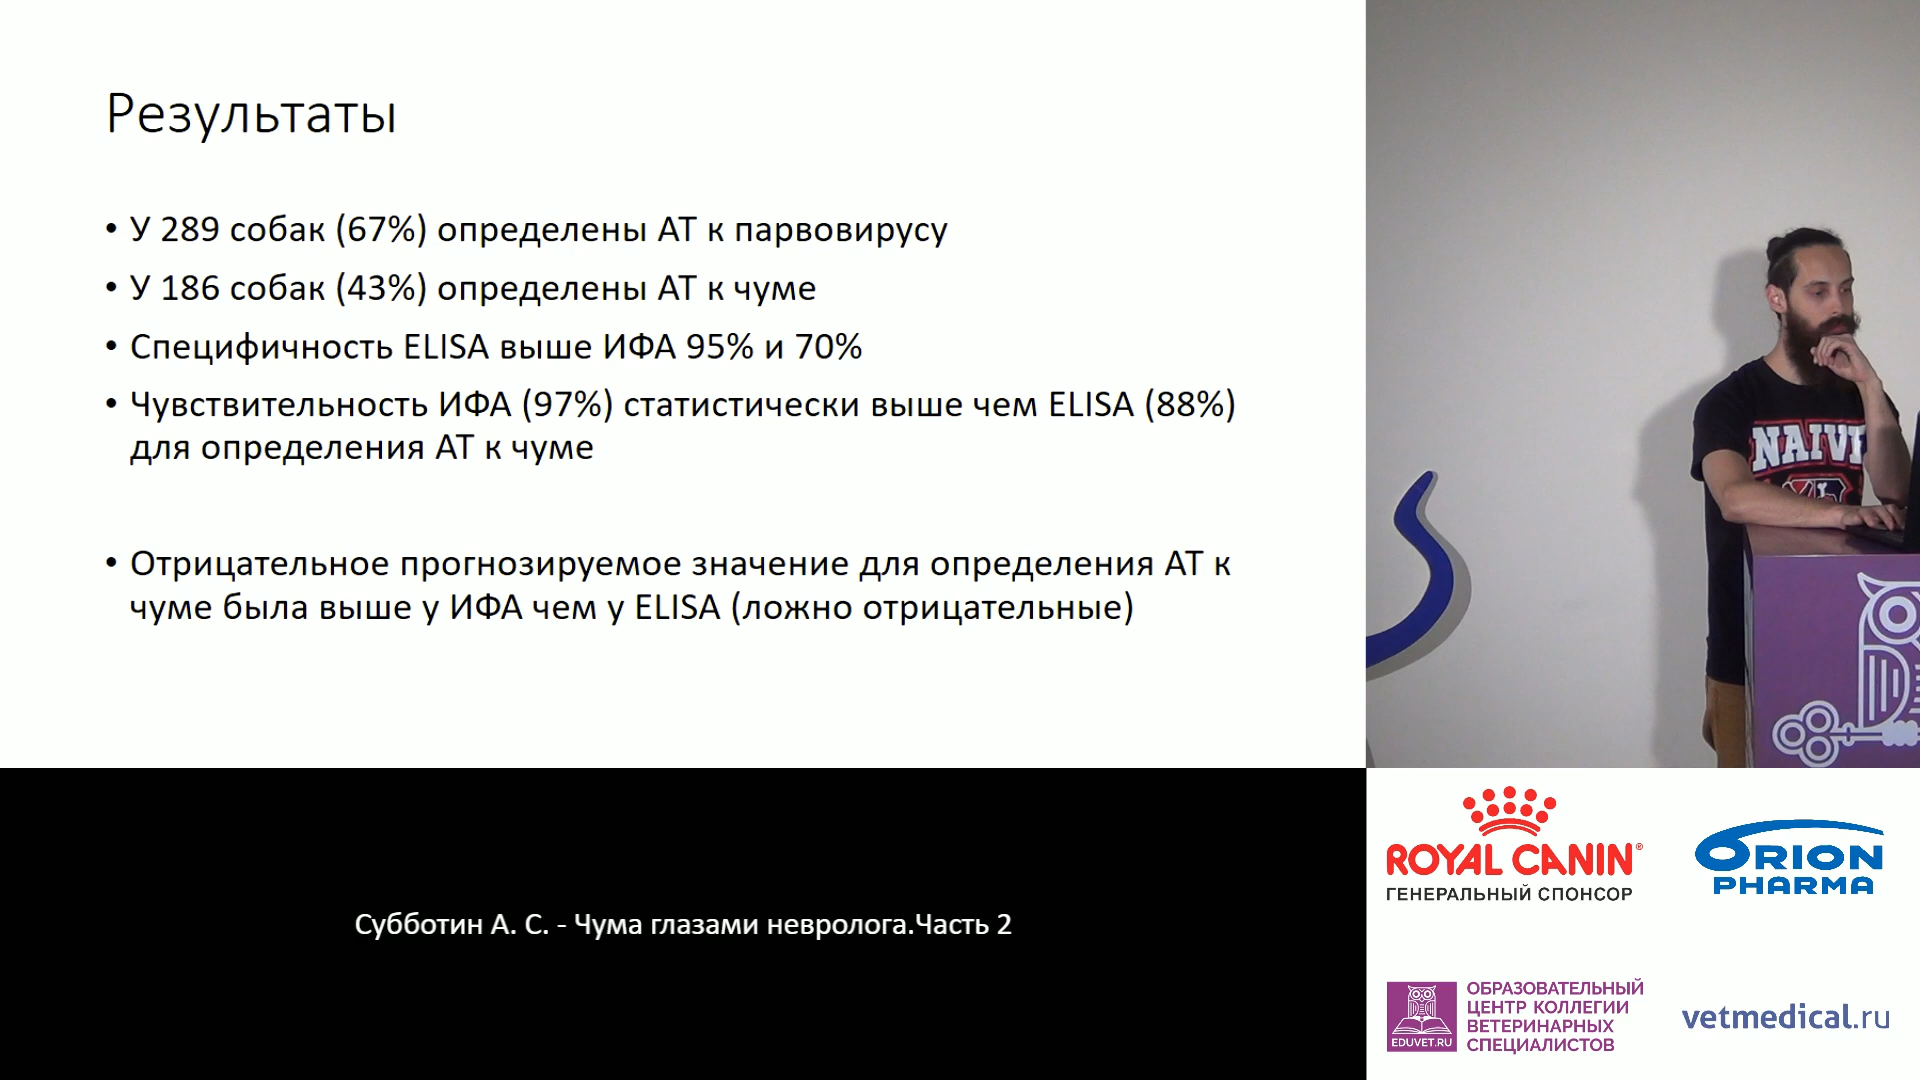 Результаты
• У 289 собак (67%) определены АТ к парвовирусу
• У 186 собак (43%) определены АТ к чуме
• Специфичность ELISA выше ИФА 95% и 70%
• Чувствительность ИФА (97%) статистически выше чем ELISA (88%)
для определения АТ к чуме
• Отрицательное прогнозируемое значение для определения АТ к
чуме была выше у ИФА чем у ELISA (ложно отрицательные)
NAIVE
Субботин А. С. - Чума глазами невролога.Часть 2
ROYAL CANIN®
ГЕНЕРАЛЬНЫЙ СПОНСОР
ORION
PHARMA
EDUVET.RU
ОБРАЗОВАТЕЛЬНЫЙ
ЦЕНТР КОЛЛЕГИИ
ВЕТЕРИНАРНЫХ
СПЕЦИАЛИСТОВ
vetmedical.ru